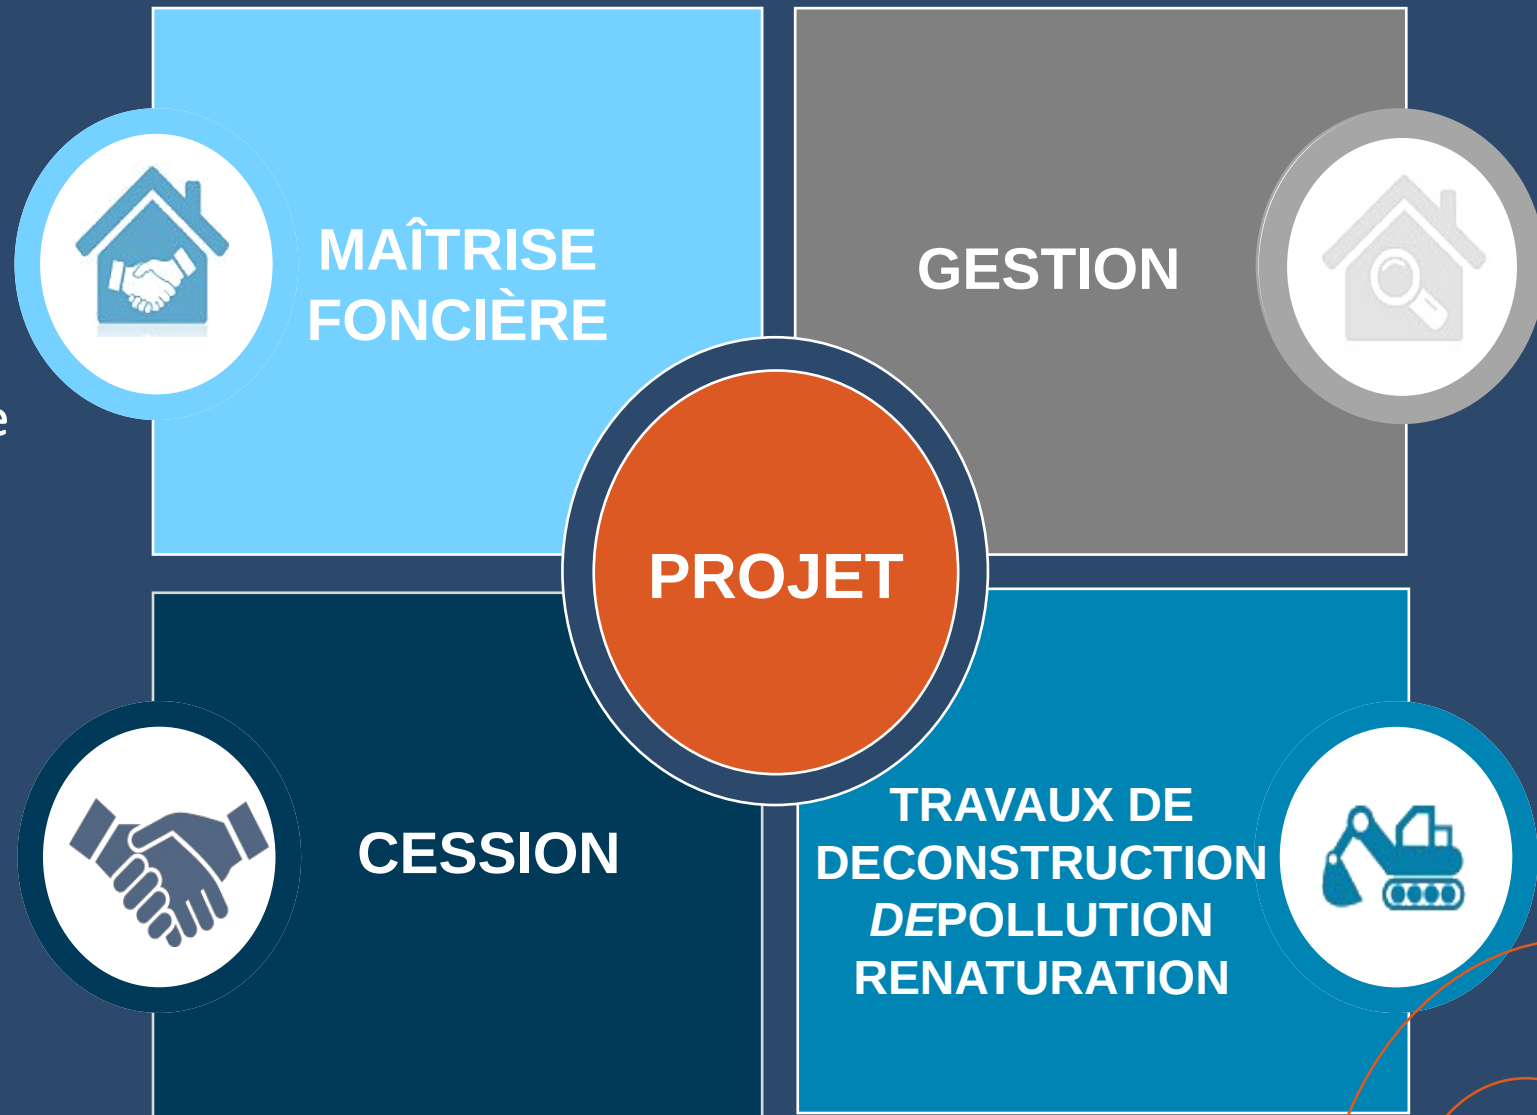 MAÎTRISE
FONCIÈRE
GESTION
e
PROJET
CESSION
TRAVAUX DE
DECONSTRUCTION
DEPOLLUTION
RENATURATION